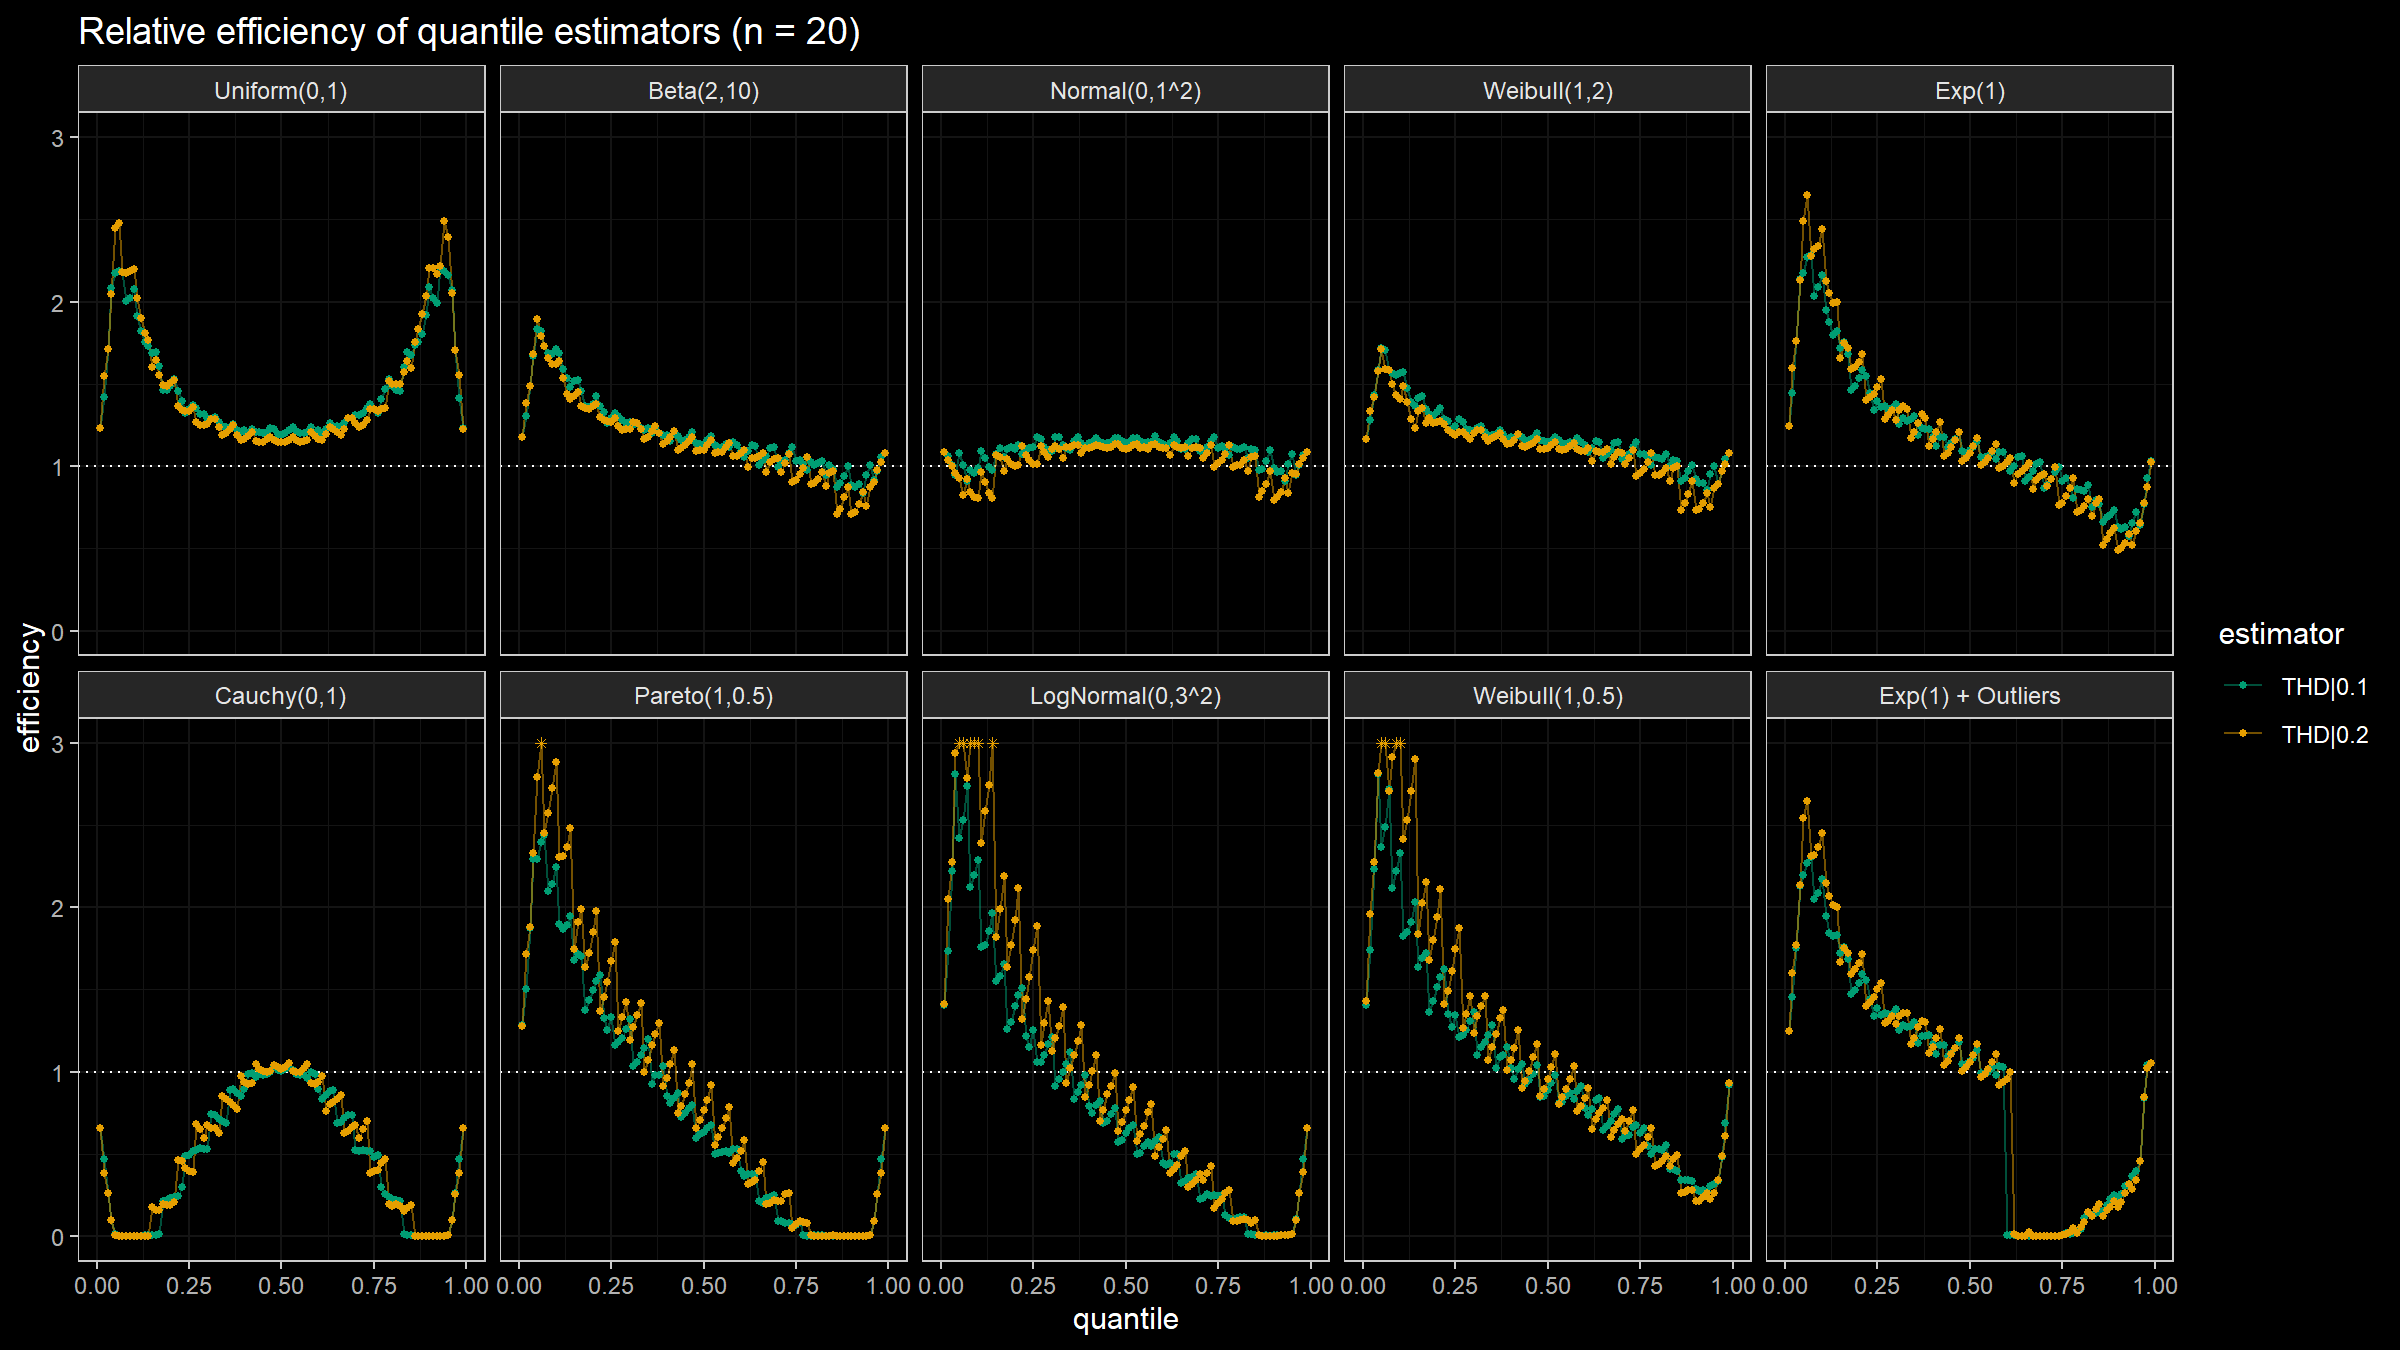 Relative efficiency of quantile estimators (n = 20)
Uniform(0,1)
Beta(2,10)
Normal(0,1^2)
Weibull(1,2)
Exp(1)
3
2
1
0
efficiency
Cauchy(0,1)
Pareto(1,0.5)
LogNormal(0,3^2)
Weibull(1,0.5)
Exp(1) + Outliers
3
2
1
0
0.00 0.25 0.50 0.75 1.00
0.00 0.25 0.50 0.75 1.00
0.00 0.25 0.50 0.75 1.00
0.00 0.25 0.50 0.75 1.00
0.00 0.25 0.50 0.75 1.00
quantile
estimator
THD|0.1
THD|0.2